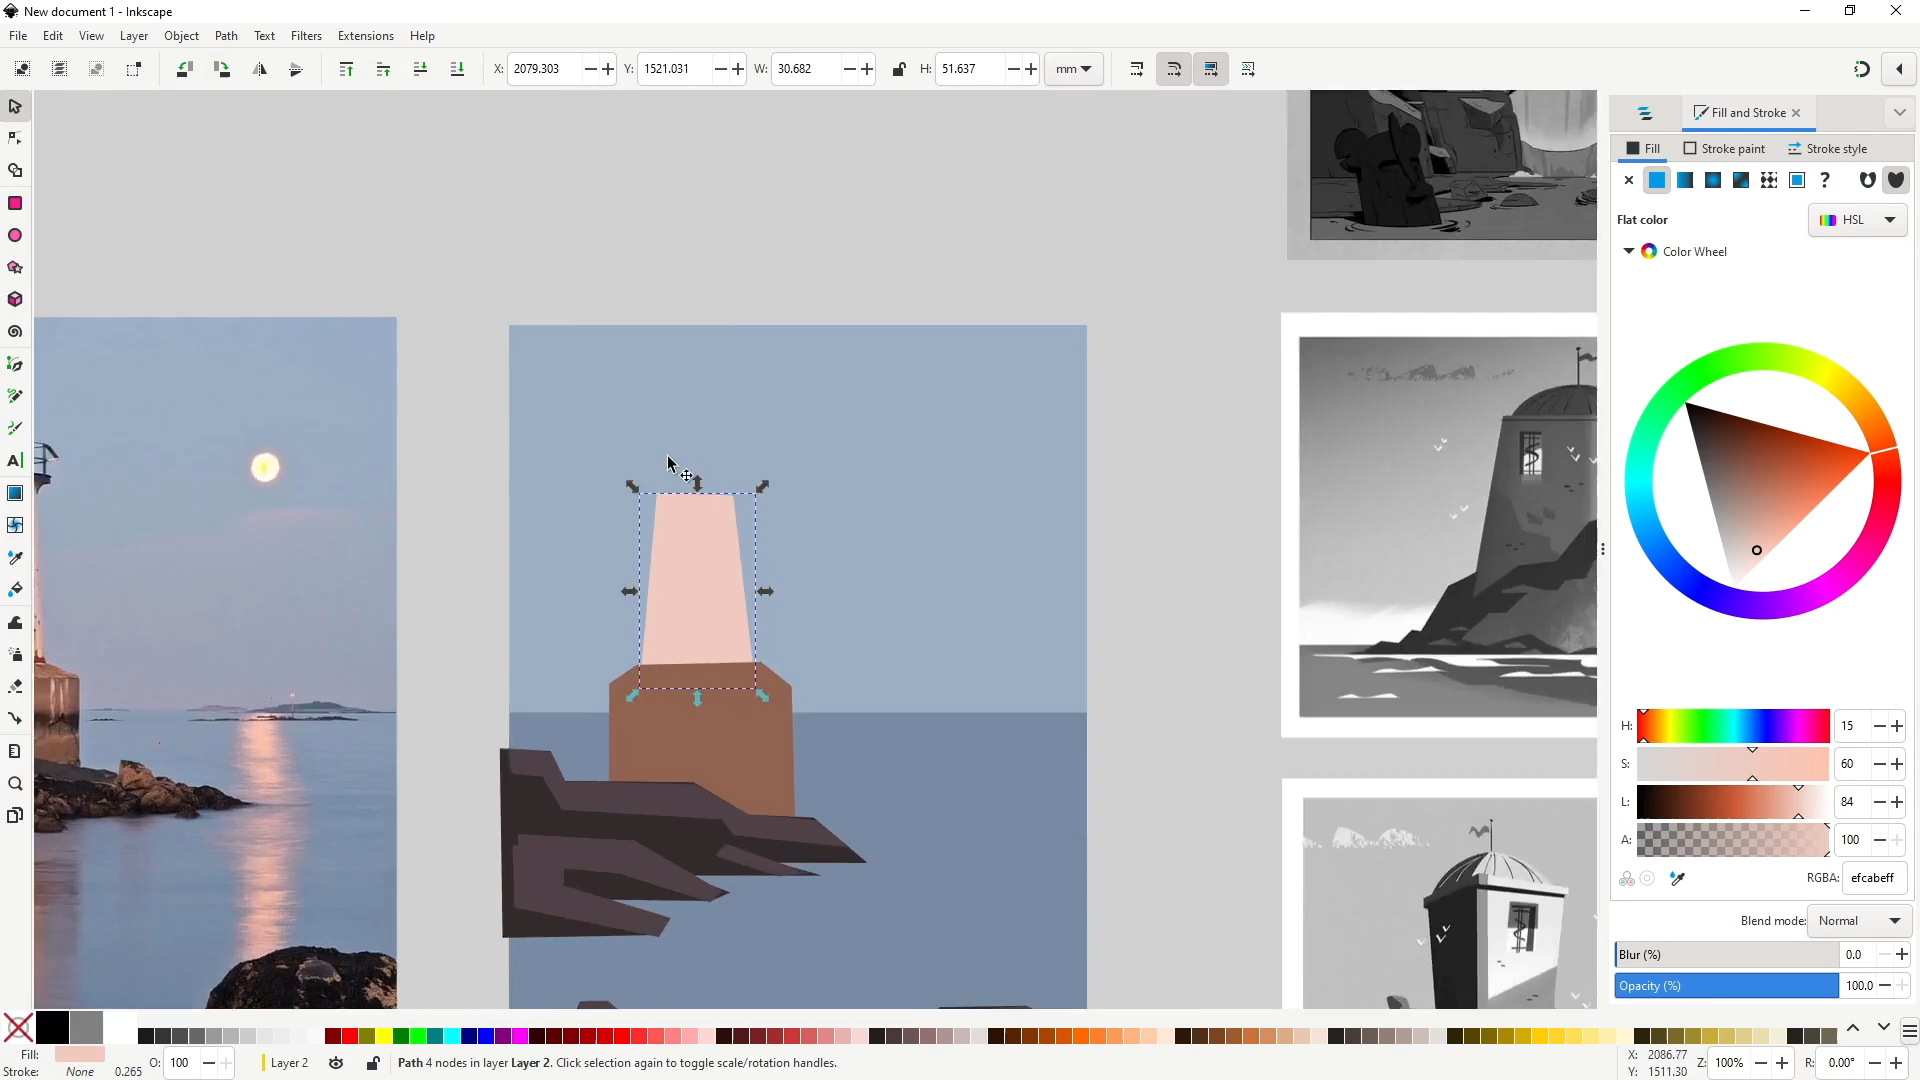 New document 1 - Inkscape
File Edit View Layer Object Path Text Filters Extensions Help
X: 2079.303 Y: 1521.031 W: 30.682 H: 51.637 mm
Fill and Stroke
Fill Stroke paint Stroke style
?
Flat color HSL
Color Wheel
H: 15
S: 60
L: 84
A: 100
RGBA: efcabeff
Blend mode: Normal
Blur (%) 0.0
Opacity (%) 100.0
Fill:
Stroke: None 0.265 O: 100 Layer 2 Path 4 nodes in layer Layer 2. Click selection again to toggle scale/rotation handles.
X: 2086.77
Y: 1511.30
Z: 100% R: 0.00°